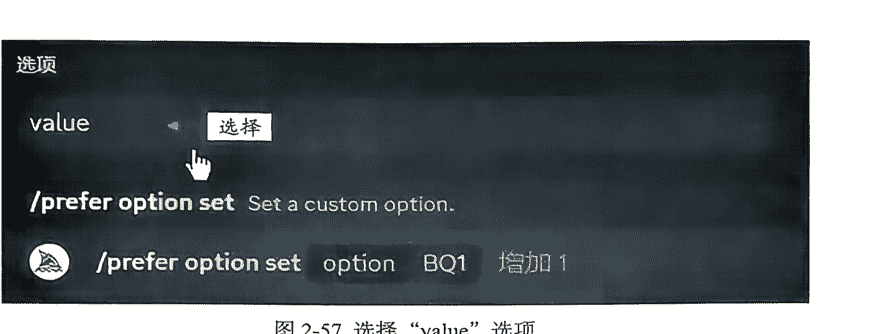 选项
value 选择
/prefer option set Set a custom option.
/prefer option set option BQ1 增加 1
图 2-57 选择“value”选项